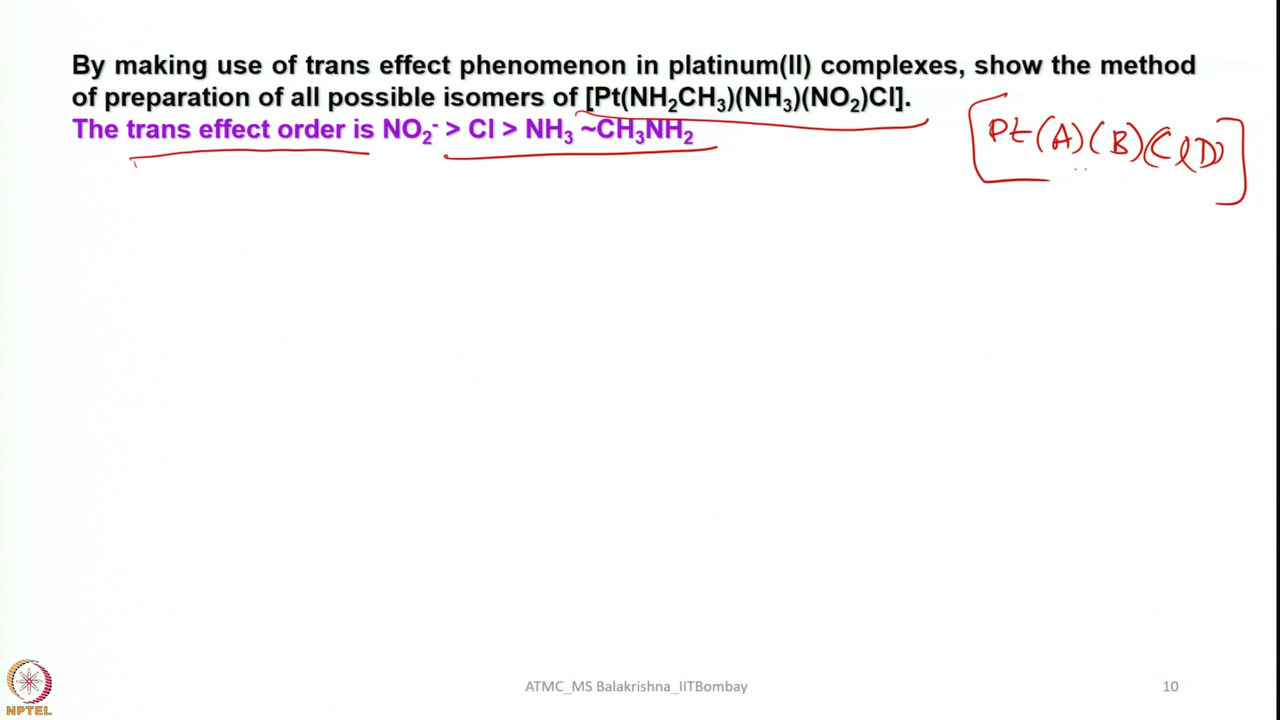 By making use of trans effect phenomenon in platinum(II) complexes, show the method
of preparation of all possible isomers of [Pt(NH₂CH₃)(NH₃)(NO₂)Cl].
The trans effect order is NO₂⁻ > Cl > NH₃ ~CH₃NH₂
[Pt(A)(B)(C)(D)]
NPTEL
ATMC_MS Balakrishna_IITBombay
10